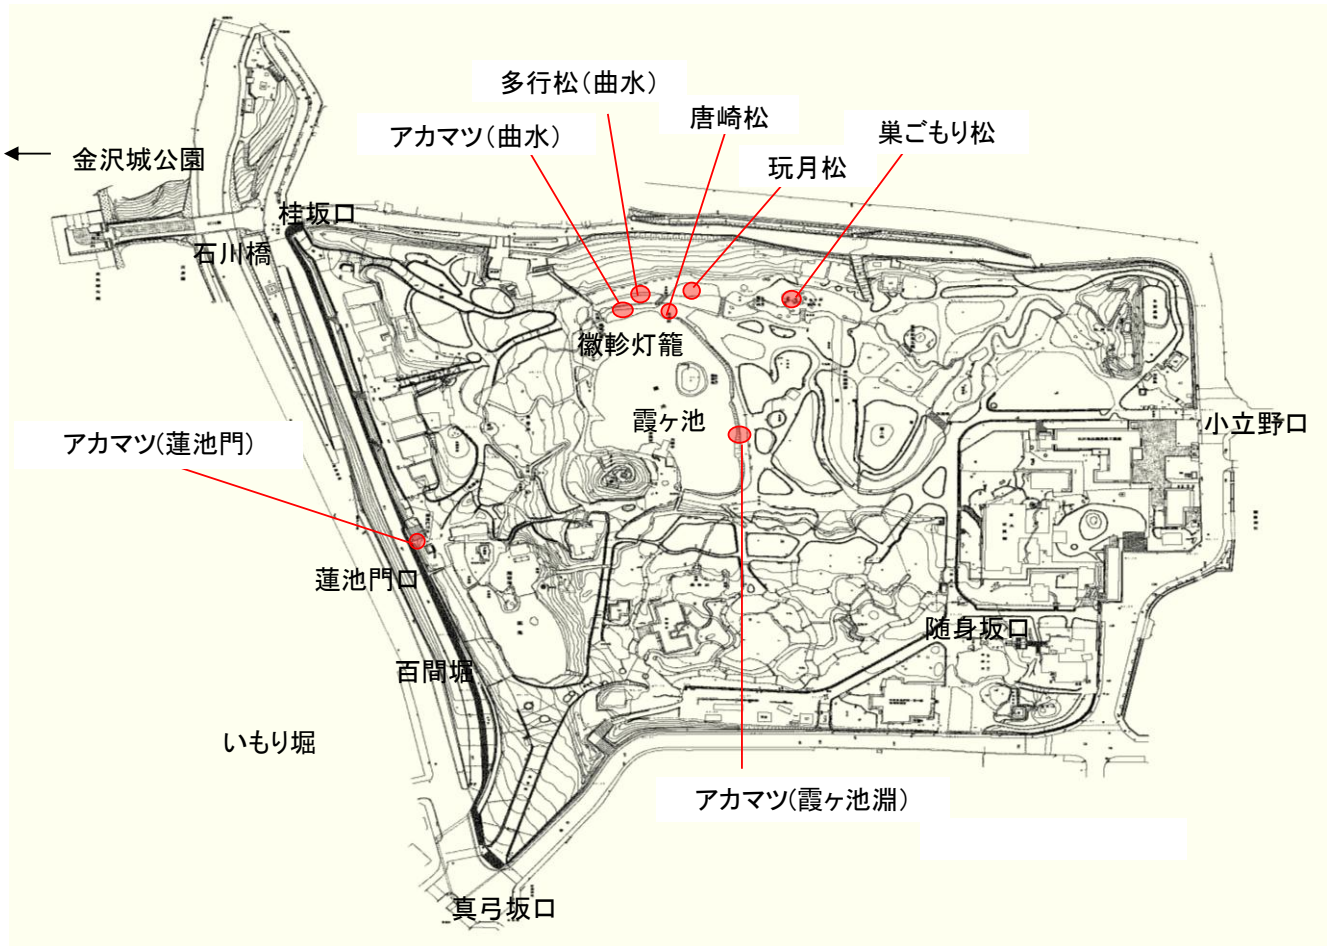 多行松（曲水）
唐崎松
アカマツ（曲水）
巣ごもり松
金沢城公園
玩月松
桂坂口
石川橋
徽軫灯籠
霞ヶ池
小立野口
アカマツ(蓮池門）
蓮池門口
随身坂口
百間堀
いもり堀
アカマツ(霞ヶ池淵）
真弓坂口